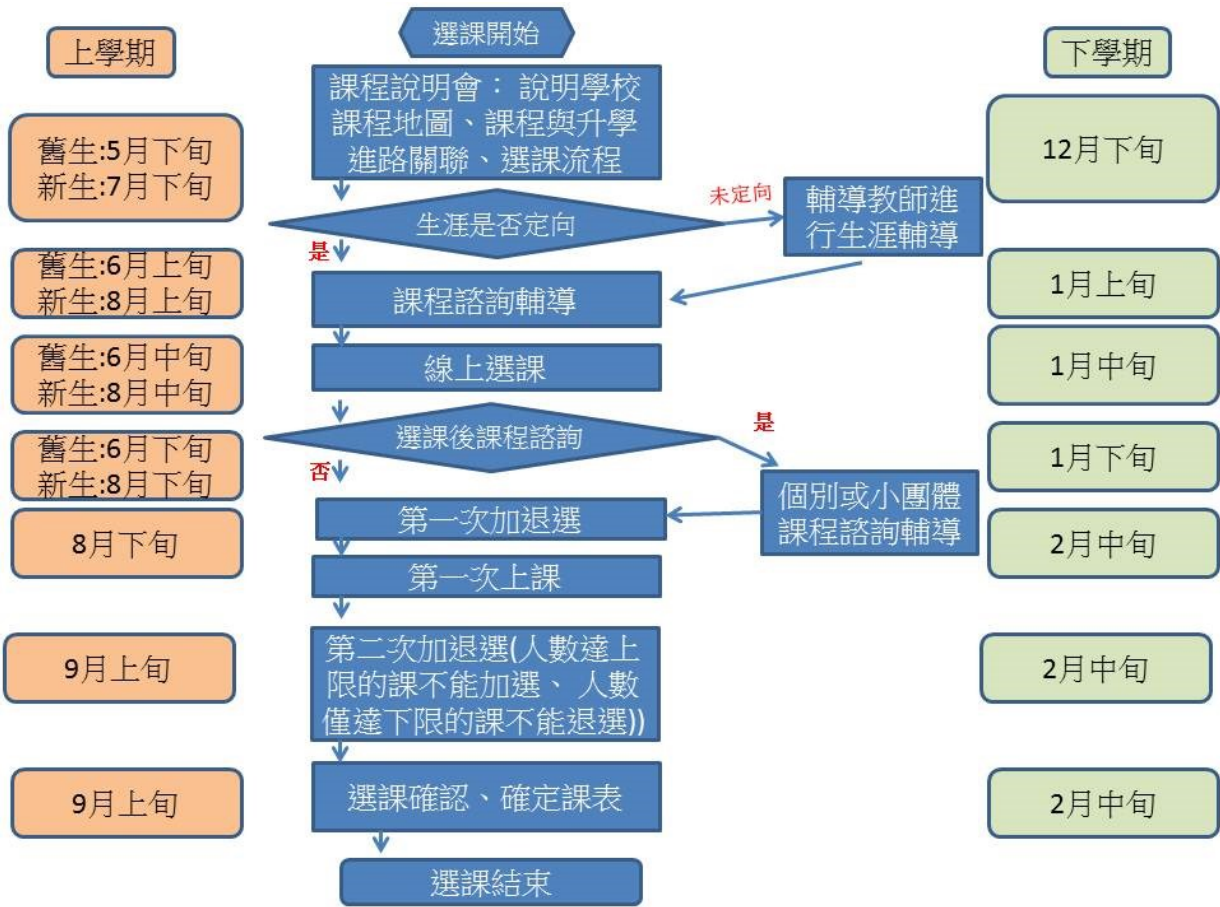 選課開始
上學期
下學期
課程說明會： 說明學校
課程地圖、課程與升學
進路關聯、選課流程
舊生:5月下旬
新生:7月下旬
12月下旬
生涯是否定向
未定向
輔導教師進
行生涯輔導
是
舊生:6月上旬
新生:8月上旬
課程諮詢輔導
1月上旬
舊生:6月中旬
新生:8月中旬
線上選課
1月中旬
舊生:6月下旬
新生:8月下旬
選課後課程諮詢
是
1月下旬
否
個別或小團體
課程諮詢輔導
8月下旬
第一次加退選
2月中旬
第一次上課
9月上旬
第二次加退選(人數達上
限的課不能加選、 人數
僅達下限的課不能退選))
2月中旬
9月上旬
選課確認、確定課表
2月中旬
選課結束